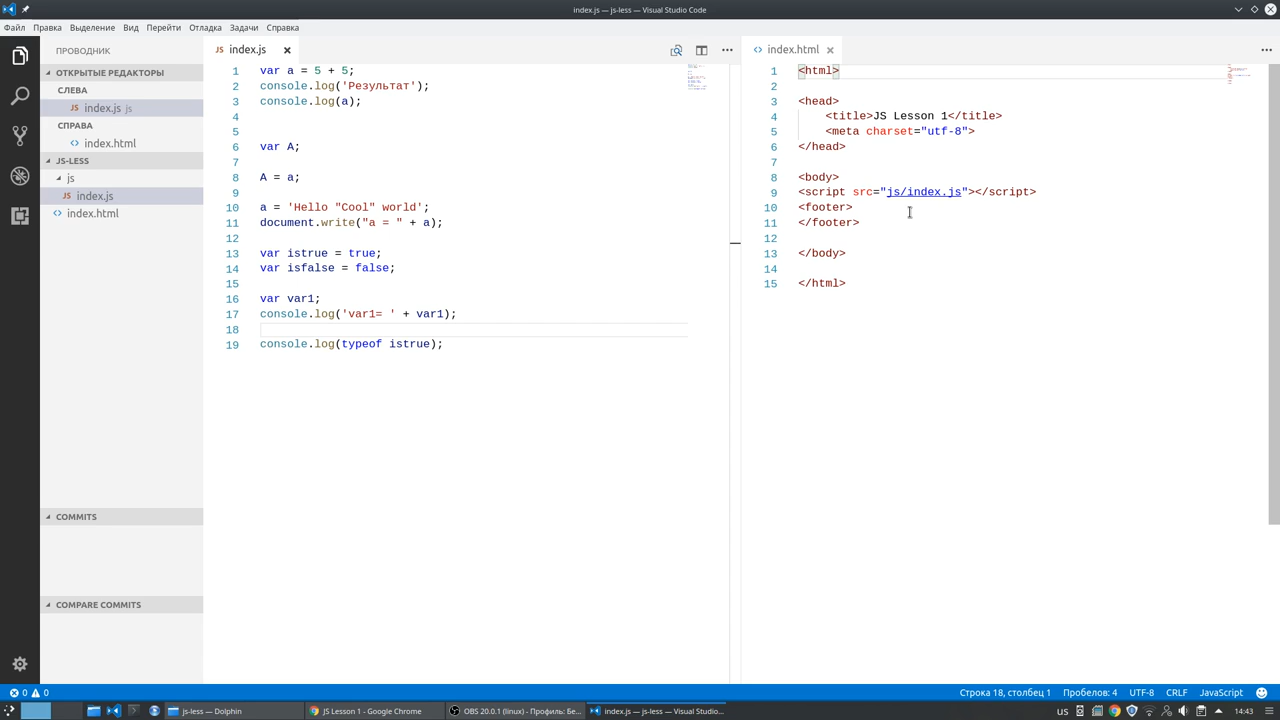 index.js — js-less — Visual Studio Code
Файл Правка Выделение Вид Перейти Отладка Задачи Справка
ПРОВОДНИК
ОТКРЫТЫЕ РЕДАКТОРЫ
СЛЕВА
JS index.js js
СПРАВА
<> index.html
JS-LESS
js
JS index.js
<> index.html
COMMITS
COMPARE COMMITS
JS index.js
1 var a = 5 + 5;
2 console.log('Результат');
3 console.log(a);
4
5
6 var A;
7
8 A = a;
9
10 a = 'Hello "Cool" world';
11 document.write("a = " + a);
12
13 var istrue = true;
14 var isfalse = false;
15
16 var var1;
17 console.log('var1= ' + var1);
18
19 console.log(typeof istrue);
<> index.html
1 <html>
2
3 <head>
4 <title>JS Lesson 1</title>
5 <meta charset="utf-8">
6 </head>
7
8 <body>
9 <script src="js/index.js"></script>
10 <footer>
11 </footer>
12
13 </body>
14
15 </html>
0 0
Строка 18, столбец 1 Пробелов: 4 UTF-8 CRLF JavaScript
js-less — Dolphin
JS Lesson 1 - Google Chrome
OBS 20.0.1 (linux) - Профиль: Бе...
index.js — js-less — Visual Studio...
US
14:43